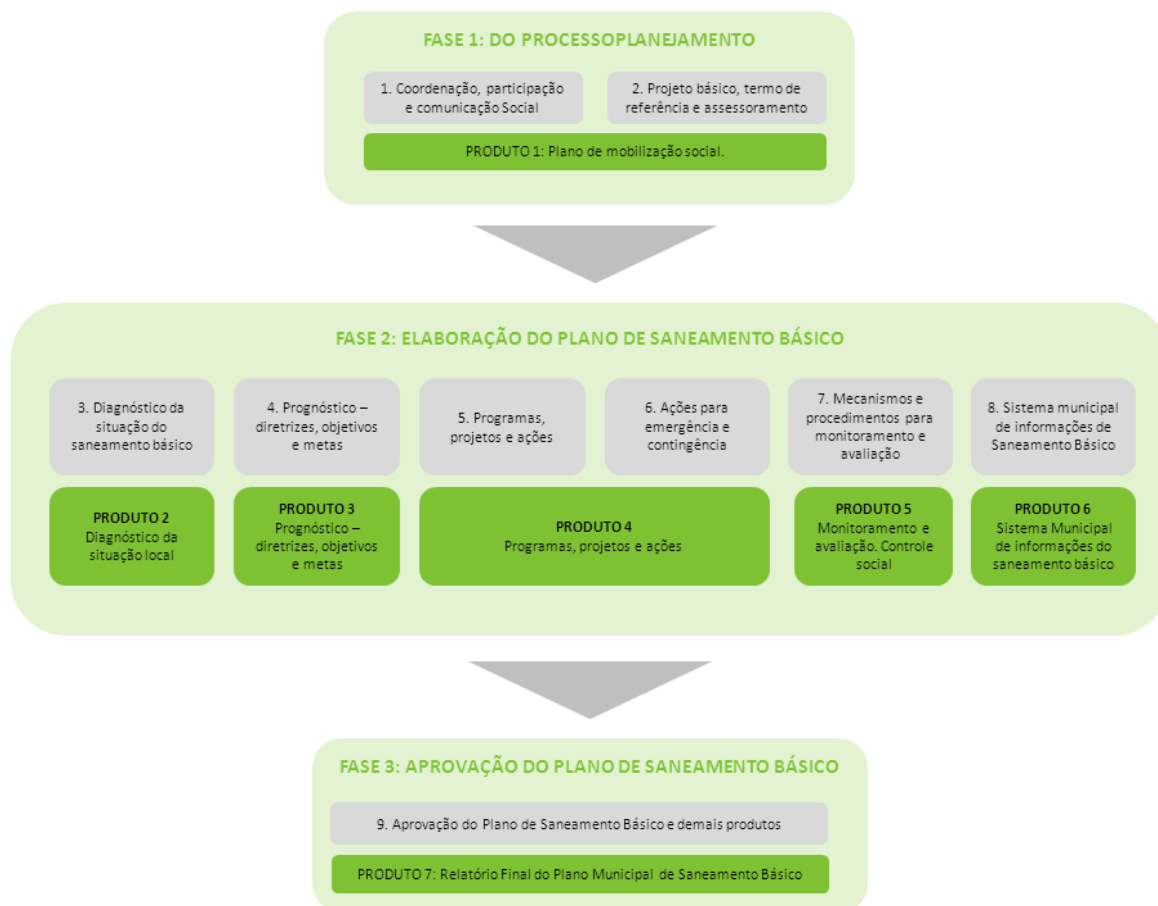 FASE 1: DO PROCESSOPLANEJAMENTO
1. Coordenação, participação
e comunicação Social
2. Projeto básico, termo de
referência e assessoramento
PRODUTO 1: Plano de mobilização social.
FASE 2: ELABORAÇÃO DO PLANO DE SANEAMENTO BÁSICO
3. Diagnóstico da
situação do
saneamento básico
4. Prognóstico –
diretrizes, objetivos
e metas
5. Programas,
projetos e ações
6. Ações para
emergência e
contingência
7. Mecanismos e
procedimentos para
monitoramento e
avaliação
8. Sistema municipal
de informações de
Saneamento Básico
PRODUTO 2
Diagnóstico da
situação local
PRODUTO 3
Prognóstico –
diretrizes, objetivos
e metas
PRODUTO 4
Programas, projetos e ações
PRODUTO 5
Monitoramento e
avaliação. Controle
social
PRODUTO 6
Sistema Municipal
de informações do
saneamento básico
FASE 3: APROVAÇÃO DO PLANO DE SANEAMENTO BÁSICO
9. Aprovação do Plano de Saneamento Básico e demais produtos
PRODUTO 7: Relatório Final do Plano Municipal de Saneamento Básico